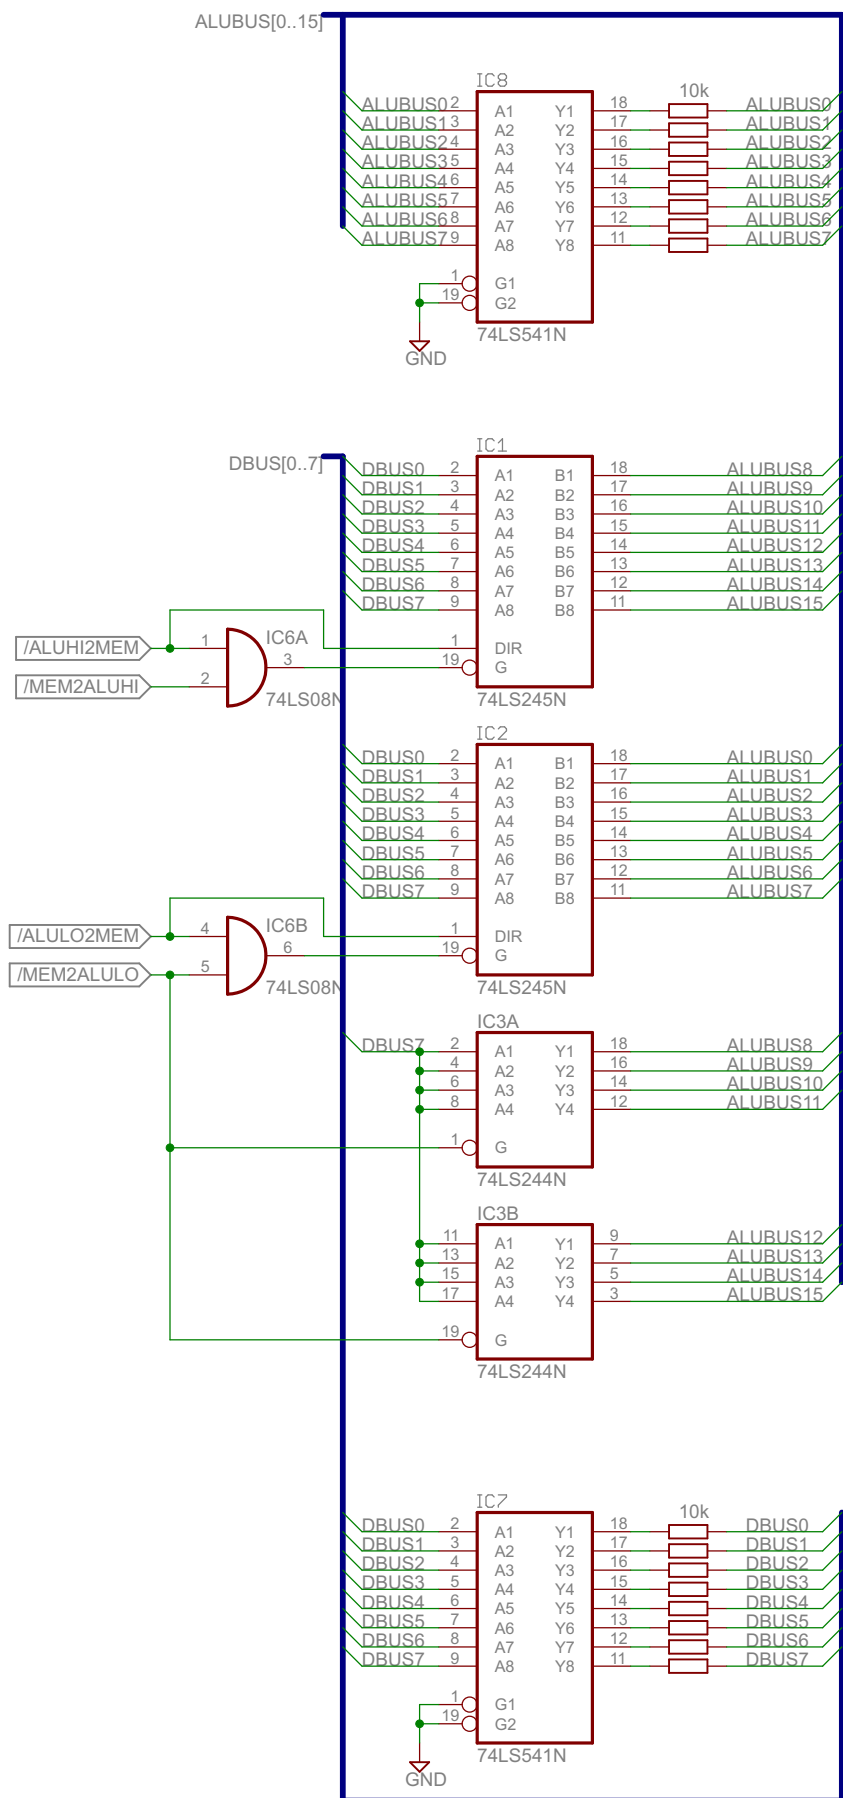 ALUBUS[0..15]
IC8
10k
ALUBUS0 2 A1 Y1 18 ALUBUS0
ALUBUS1 3 A2 Y2 17 ALUBUS1
ALUBUS2 4 A3 Y3 16 ALUBUS2
ALUBUS3 5 A4 Y4 15 ALUBUS3
ALUBUS4 6 A5 Y5 14 ALUBUS4
ALUBUS5 7 A6 Y6 13 ALUBUS5
ALUBUS6 8 A7 Y7 12 ALUBUS6
ALUBUS7 9 A8 Y8 11 ALUBUS7
1 G1
19 G2
74LS541N
GND
IC1
DBUS[0..7]
DBUS0 2 A1 B1 18 ALUBUS8
DBUS1 3 A2 B2 17 ALUBUS9
DBUS2 4 A3 B3 16 ALUBUS10
DBUS3 5 A4 B4 15 ALUBUS11
DBUS4 6 A5 B5 14 ALUBUS12
DBUS5 7 A6 B6 13 ALUBUS13
DBUS6 8 A7 B7 12 ALUBUS14
DBUS7 9 A8 B8 11 ALUBUS15
/ALUHI2MEM 1 IC6A 1 DIR
3 19 G
/MEM2ALUHI 2 74LS08N 74LS245N
IC2
DBUS0 2 A1 B1 18 ALUBUS0
DBUS1 3 A2 B2 17 ALUBUS1
DBUS2 4 A3 B3 16 ALUBUS2
DBUS3 5 A4 B4 15 ALUBUS3
DBUS4 6 A5 B5 14 ALUBUS4
DBUS5 7 A6 B6 13 ALUBUS5
DBUS6 8 A7 B7 12 ALUBUS6
DBUS7 9 A8 B8 11 ALUBUS7
/ALULO2MEM 4 IC6B 1 DIR
6 19 G
/MEM2ALULO 5 74LS08N 74LS245N
IC3A
DBUS7 2 A1 Y1 18 ALUBUS8
4 A2 Y2 16 ALUBUS9
6 A3 Y3 14 ALUBUS10
8 A4 Y4 12 ALUBUS11
1 G
74LS244N
IC3B
11 A1 Y1 9 ALUBUS12
13 A2 Y2 7 ALUBUS13
15 A3 Y3 5 ALUBUS14
17 A4 Y4 3 ALUBUS15
19 G
74LS244N
IC7
10k
DBUS0 2 A1 Y1 18 DBUS0
DBUS1 3 A2 Y2 17 DBUS1
DBUS2 4 A3 Y3 16 DBUS2
DBUS3 5 A4 Y4 15 DBUS3
DBUS4 6 A5 Y5 14 DBUS4
DBUS5 7 A6 Y6 13 DBUS5
DBUS6 8 A7 Y7 12 DBUS6
DBUS7 9 A8 Y8 11 DBUS7
1 G1
19 G2
74LS541N
GND